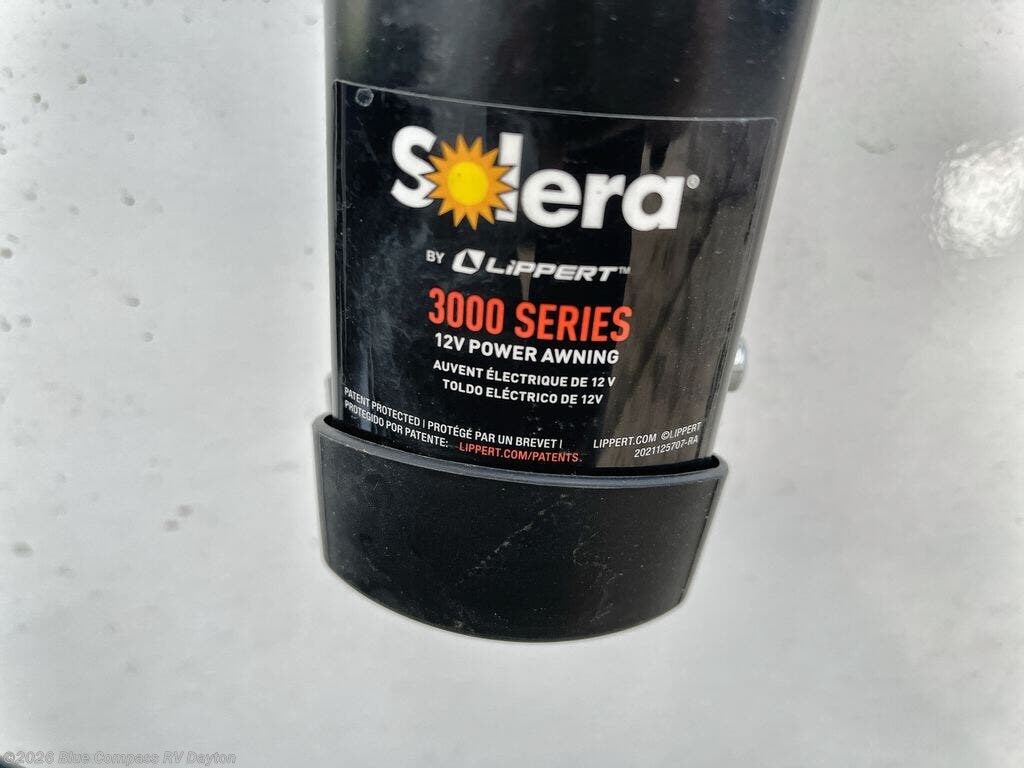 Solera®
BY LIPPERT™
3000 SERIES
12V POWER AWNING
AUVENT ÉLECTRIQUE DE 12 V
TOLDO ELÉCTRICO DE 12V
PATENT PROTECTED | PROTÉGÉ PAR UN BREVET |
PROTEGIDO POR PATENTE: LIPPERT.COM/PATENTS.
LIPPERT.COM ©LIPPERT
2021125707-RA
©2026 Blue Compass RV Dayton